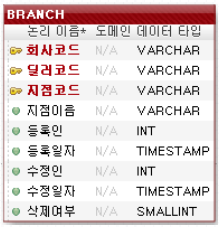 BRANCH
논리 이름* 도메인 데이터 타입
회사코드 N/A VARCHAR
딜러코드 N/A VARCHAR
지점코드 N/A VARCHAR
지점이름 N/A VARCHAR
등록인 N/A INT
등록일자 N/A TIMESTAMP
수정인 N/A INT
수정일자 N/A TIMESTAMP
삭제여부 N/A SMALLINT